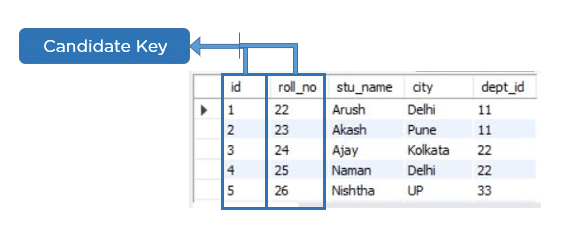 Candidate Key
id roll_no stu_name city dept_id
1 22 Arush Delhi 11
2 23 Akash Pune 11
3 24 Ajay Kolkata 22
4 25 Naman Delhi 22
5 26 Nishtha UP 33